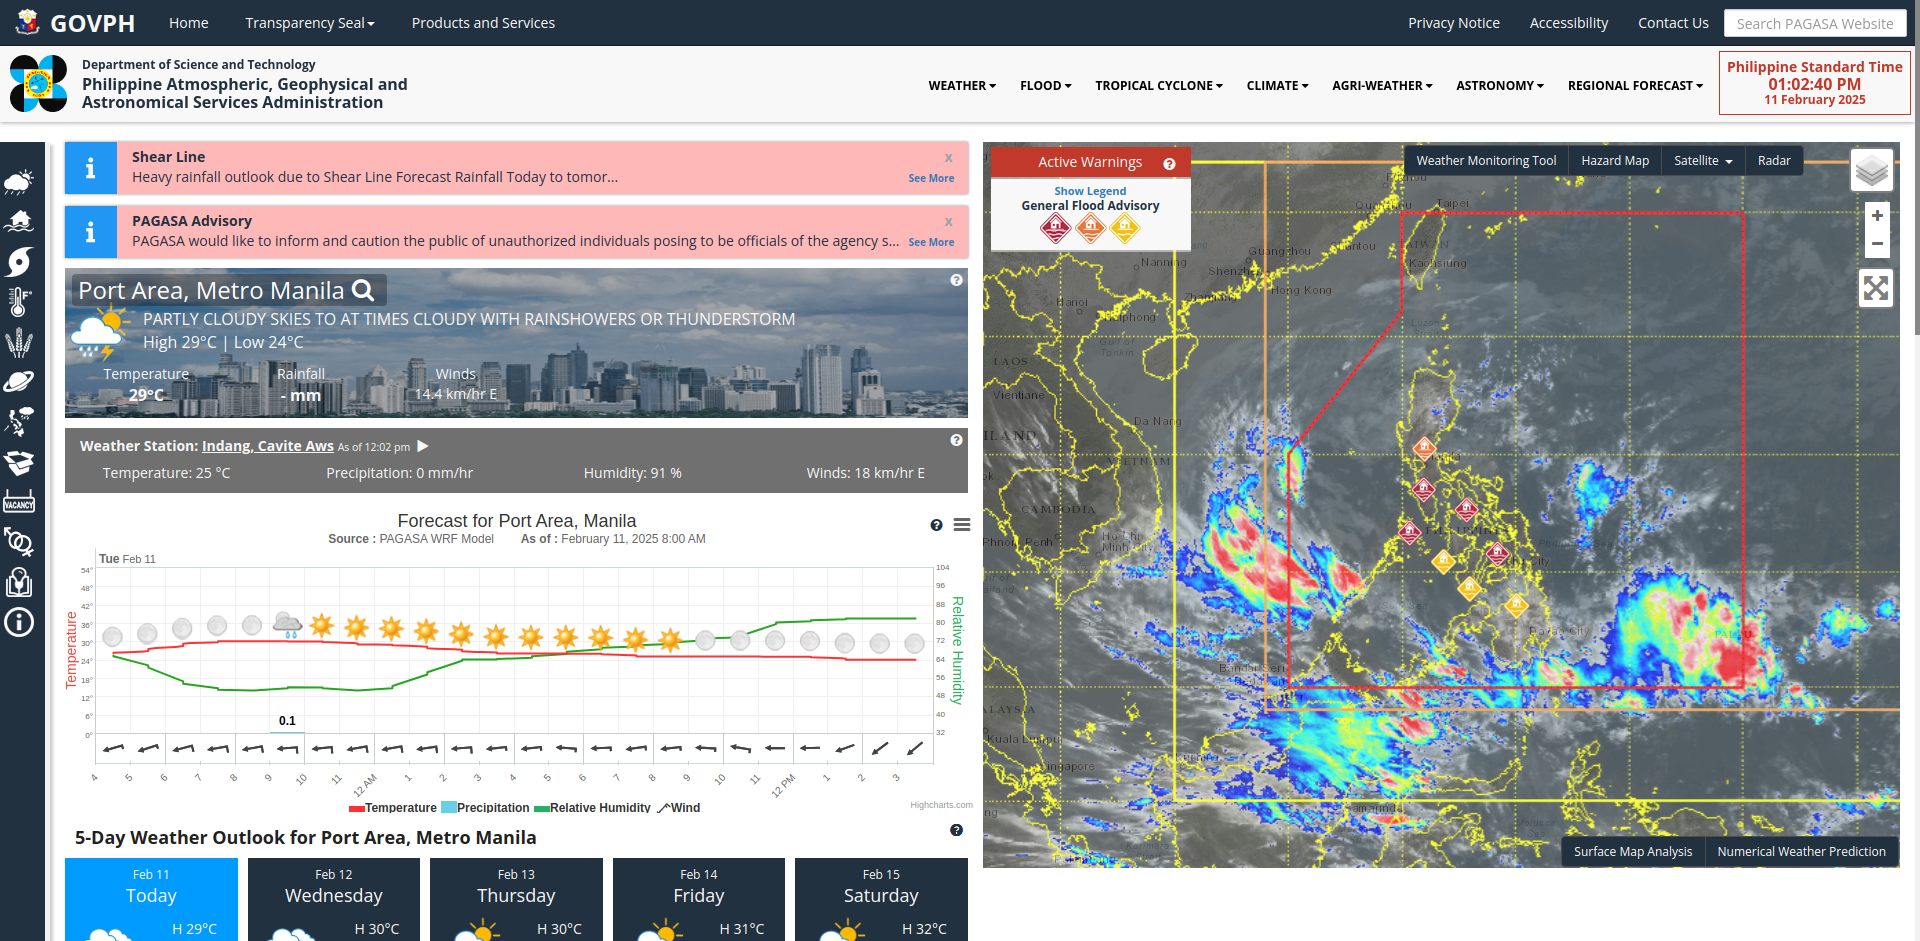 GOVPH
Home
Transparency Seal
Products and Services
Privacy Notice
Accessibility
Contact Us
Search PAGASA Website
Department of Science and Technology
Philippine Atmospheric, Geophysical and
Astronomical Services Administration
WEATHER
FLOOD
TROPICAL CYCLONE
CLIMATE
AGRI-WEATHER
ASTRONOMY
REGIONAL FORECAST
Philippine Standard Time
01:02:40 PM
11 February 2025
VACANCY
Shear Line
x
Heavy rainfall outlook due to Shear Line Forecast Rainfall Today to tomor...
See More
PAGASA Advisory
x
PAGASA would like to inform and caution the public of unauthorized individuals posing to be officials of the agency s...
See More
Port Area, Metro Manila
PARTLY CLOUDY SKIES TO AT TIMES CLOUDY WITH RAINSHOWERS OR THUNDERSTORM
High 29°C | Low 24°C
Temperature
Rainfall
Winds
29°C
- mm
14.4 km/hr E
Weather Station: Indang, Cavite Aws As of 12:02 pm
Temperature: 25 °C
Precipitation: 0 mm/hr
Humidity: 91 %
Winds: 18 km/hr E
Forecast for Port Area, Manila
Source : PAGASA WRF Model As of : February 11, 2025 8:00 AM
Tue Feb 11
Temperature
54°
48°
42°
36°
30°
24°
18°
12°
6°
0°
104
96
88
80
72
64
56
48
40
32
Relative Humidity
0.1
4 5 6 7 8 9 10 11 12 AM 1 2 3 4 5 6 7 8 9 10 11 12 PM 1 2 3
Temperature Precipitation Relative Humidity Wind
Highcharts.com
5-Day Weather Outlook for Port Area, Metro Manila
Feb 11
Today
H 29°C
Feb 12
Wednesday
H 30°C
Feb 13
Thursday
H 30°C
Feb 14
Friday
H 31°C
Feb 15
Saturday
H 32°C
Active Warnings
Show Legend
General Flood Advisory
Weather Monitoring Tool
Hazard Map
Satellite
Radar
+
−
Taipei
Guangzhou
Nanning
Shenzhen
Kaohsiung
Hong Kong
Hanoi
Gulf of
Tonkin
LAOS
Vientiane
Da Nang
VIETNAM
CAMBODIA
Phnom Penh
Bandar Seri
PALAU
Kuala Lumpur
Singapore
Samarinda
Surface Map Analysis
Numerical Weather Prediction